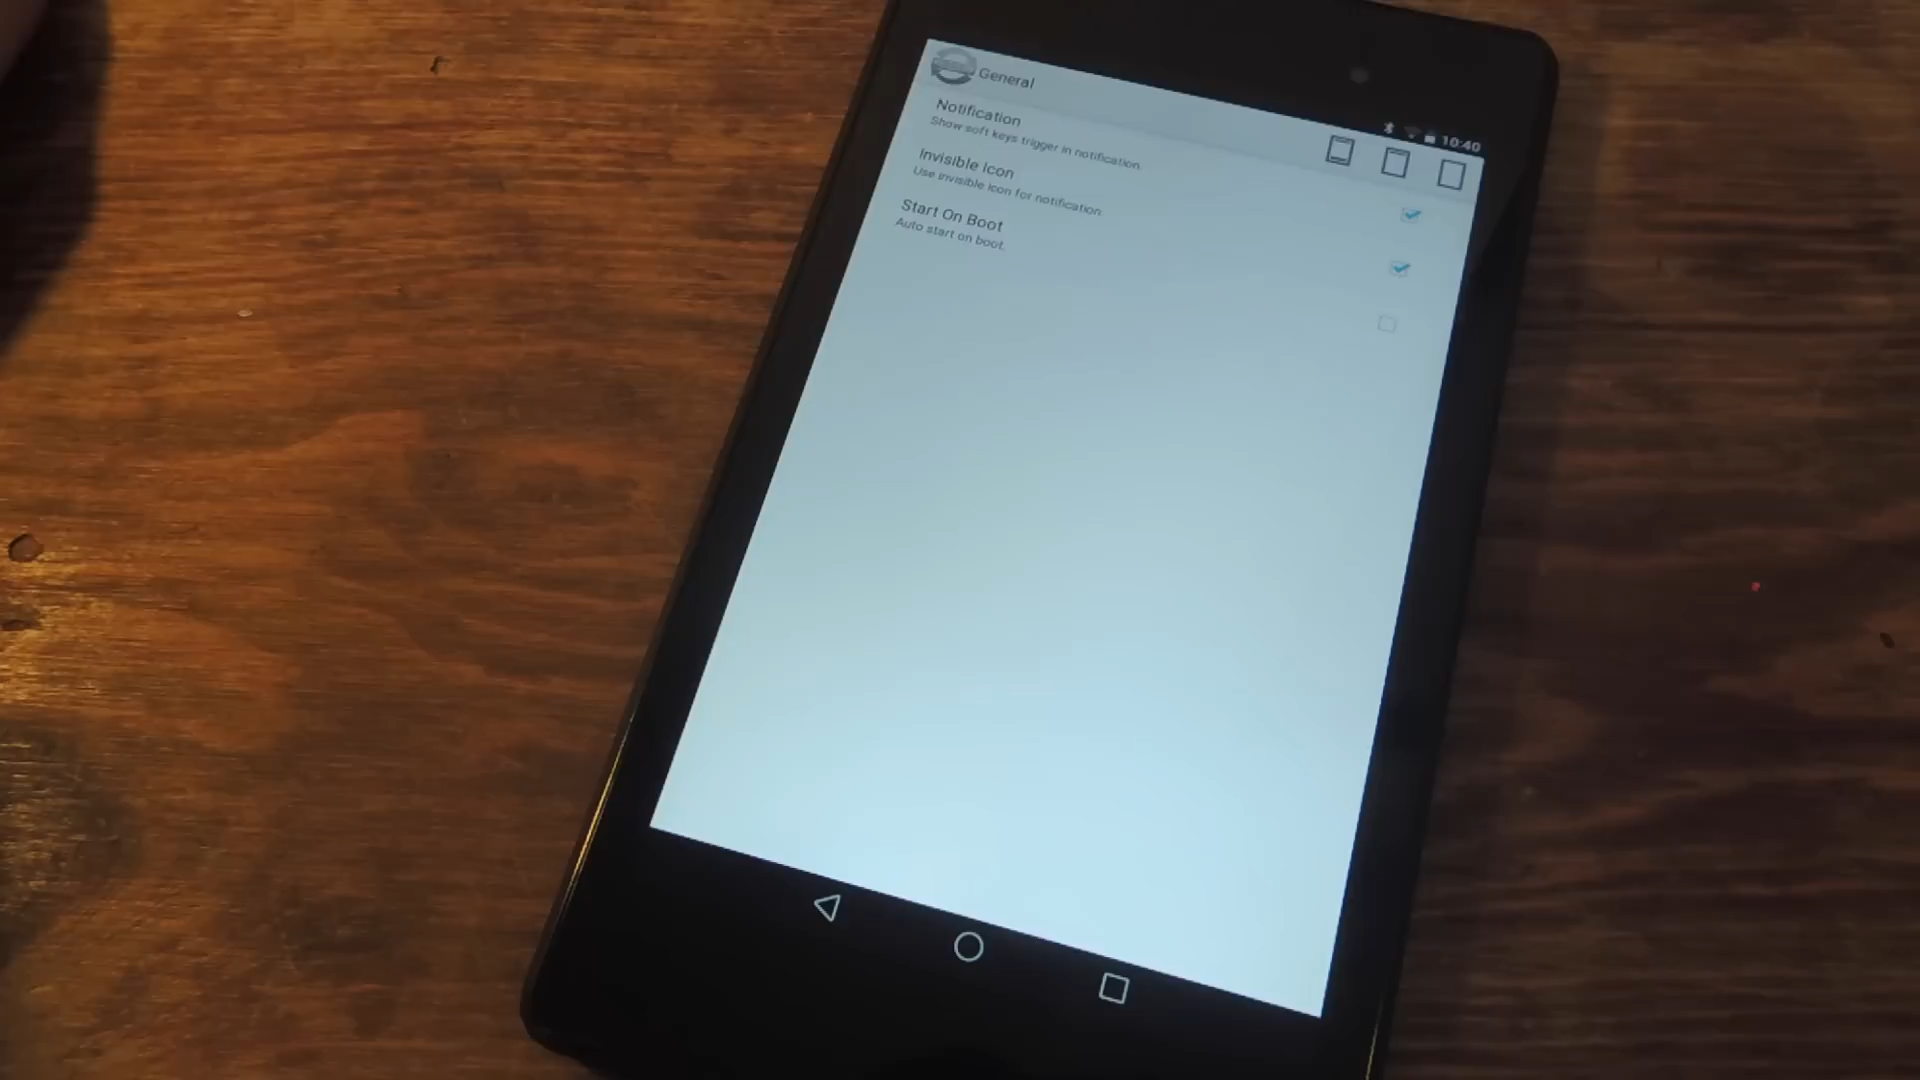 General
10:40
Notification
Show soft keys trigger in notification.
Invisible Icon
Use invisible icon for notification.
Start On Boot
Auto start on boot.